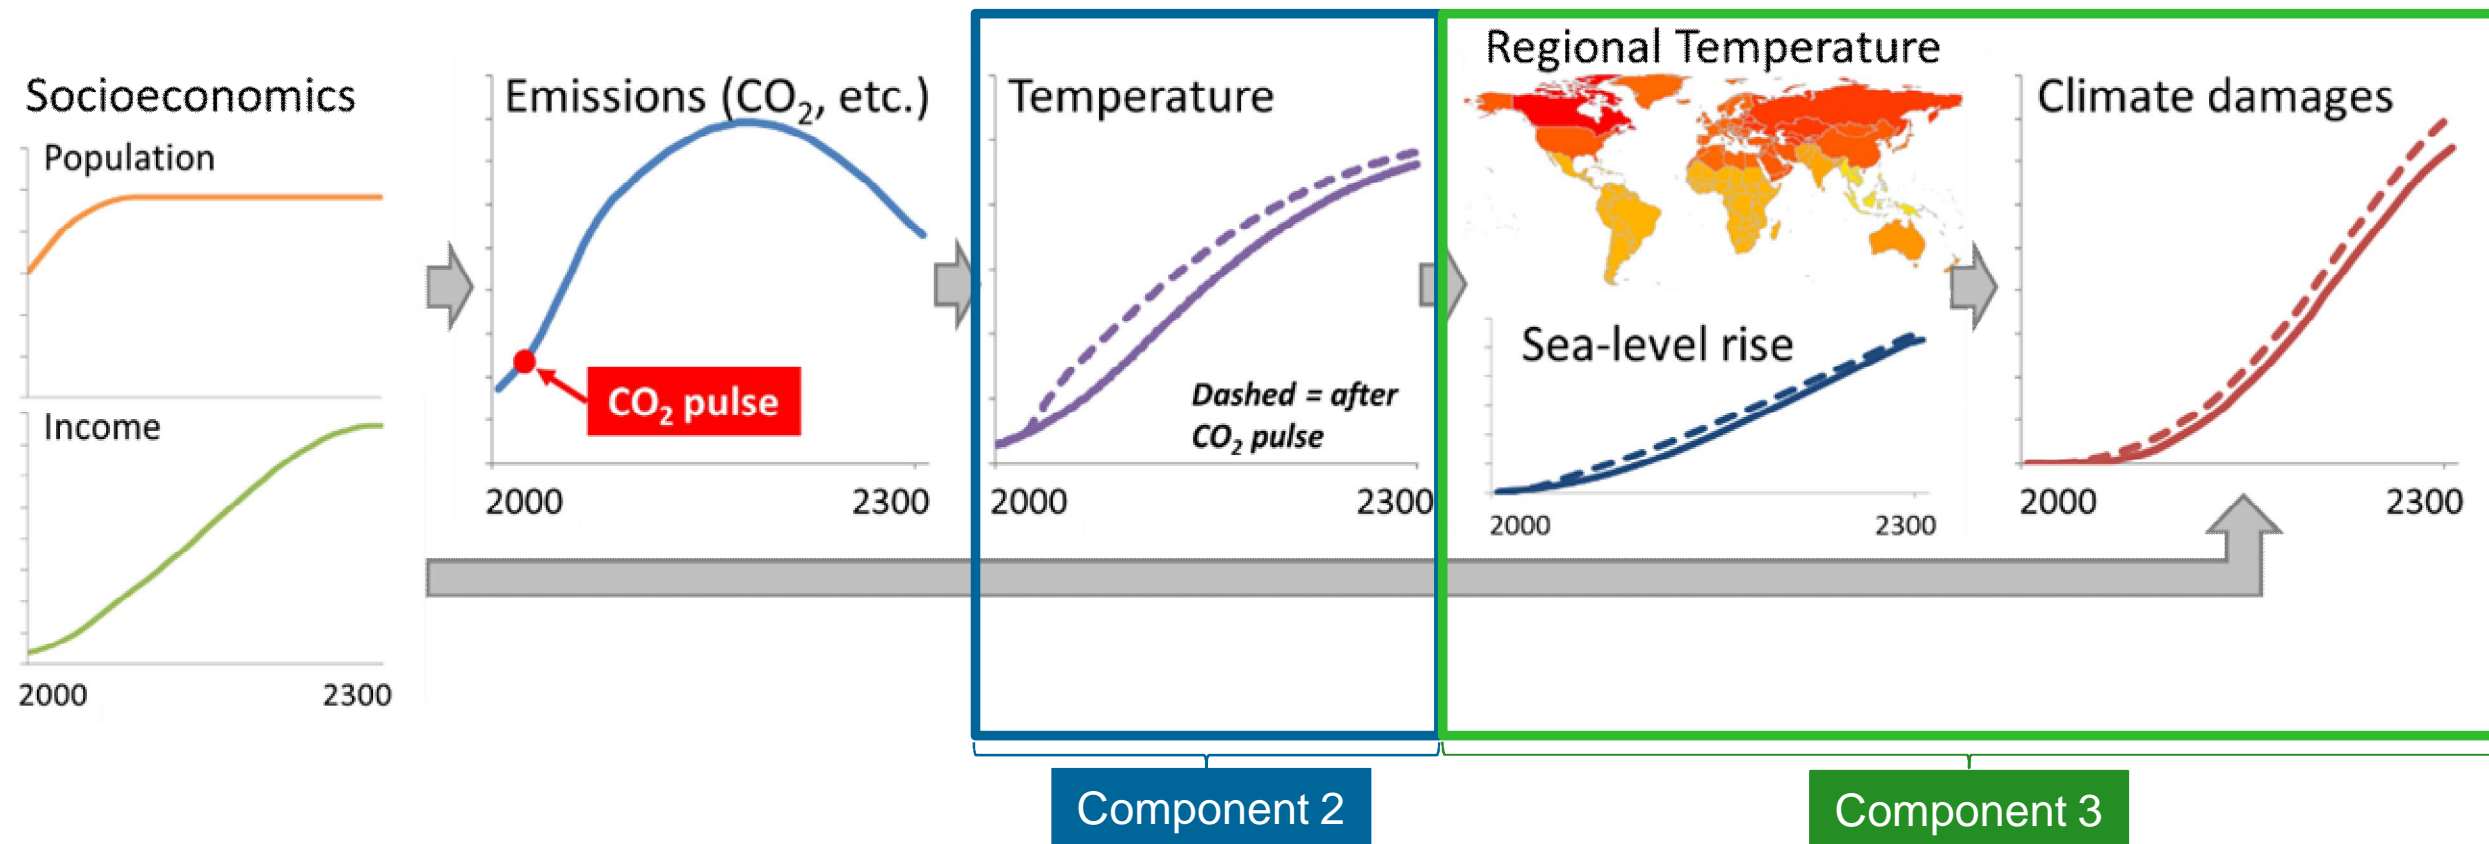 Socioeconomics
Population
Income
2000 2300
Emissions (CO₂, etc.)
CO₂ pulse
2000 2300
Temperature
Dashed = after
CO₂ pulse
2000 2300
Regional Temperature
Sea-level rise
2000 2300
Climate damages
2000 2300
Component 2
Component 3